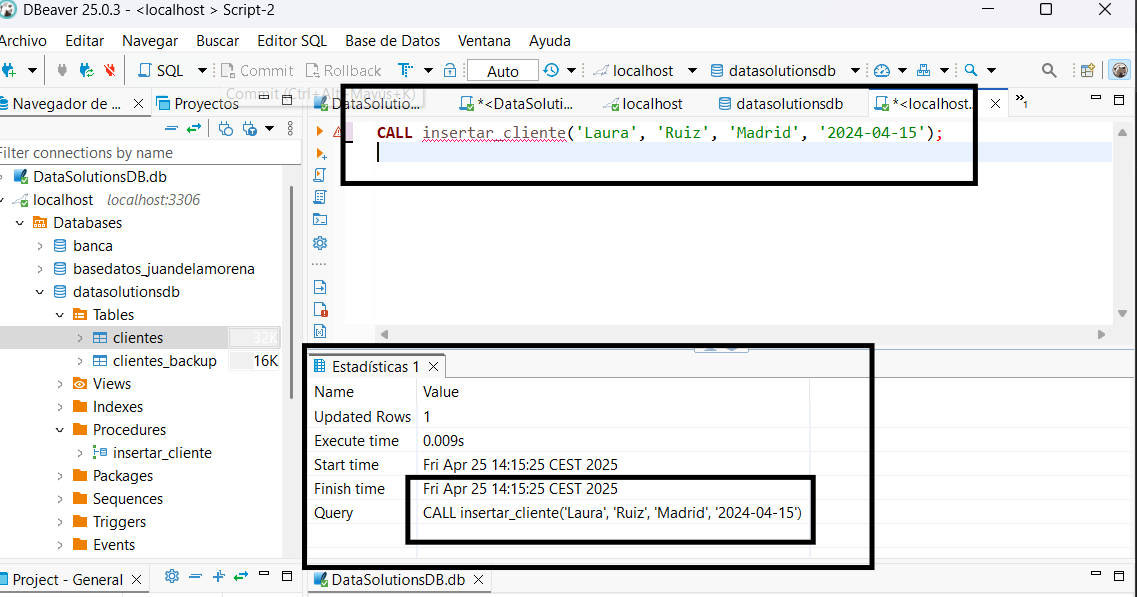 DBeaver 25.0.3 - <localhost > Script-2
Archivo Editar Navegar Buscar Editor SQL Base de Datos Ventana Ayuda
SQL Commit Rollback Auto localhost datasolutionsdb
Commit (Ctrl+Alt+Mayús+K)
Navegador de ... Proyectos DataSolutio... *<DataSoluti... localhost datasolutionsdb *<localhost... »1
Filter connections by name
DataSolutionsDB.db
localhost localhost:3306
Databases
banca
basedatos_juandelamorena
datasolutionsdb
Tables
clientes 32K
clientes_backup 16K
Views
Indexes
Procedures
insertar_cliente
Packages
Sequences
Triggers
Events
Project - General
CALL insertar_cliente('Laura', 'Ruiz', 'Madrid', '2024-04-15');
Estadísticas 1
Name Value
Updated Rows 1
Execute time 0.009s
Start time Fri Apr 25 14:15:25 CEST 2025
Finish time Fri Apr 25 14:15:25 CEST 2025
Query CALL insertar_cliente('Laura', 'Ruiz', 'Madrid', '2024-04-15')
DataSolutionsDB.db